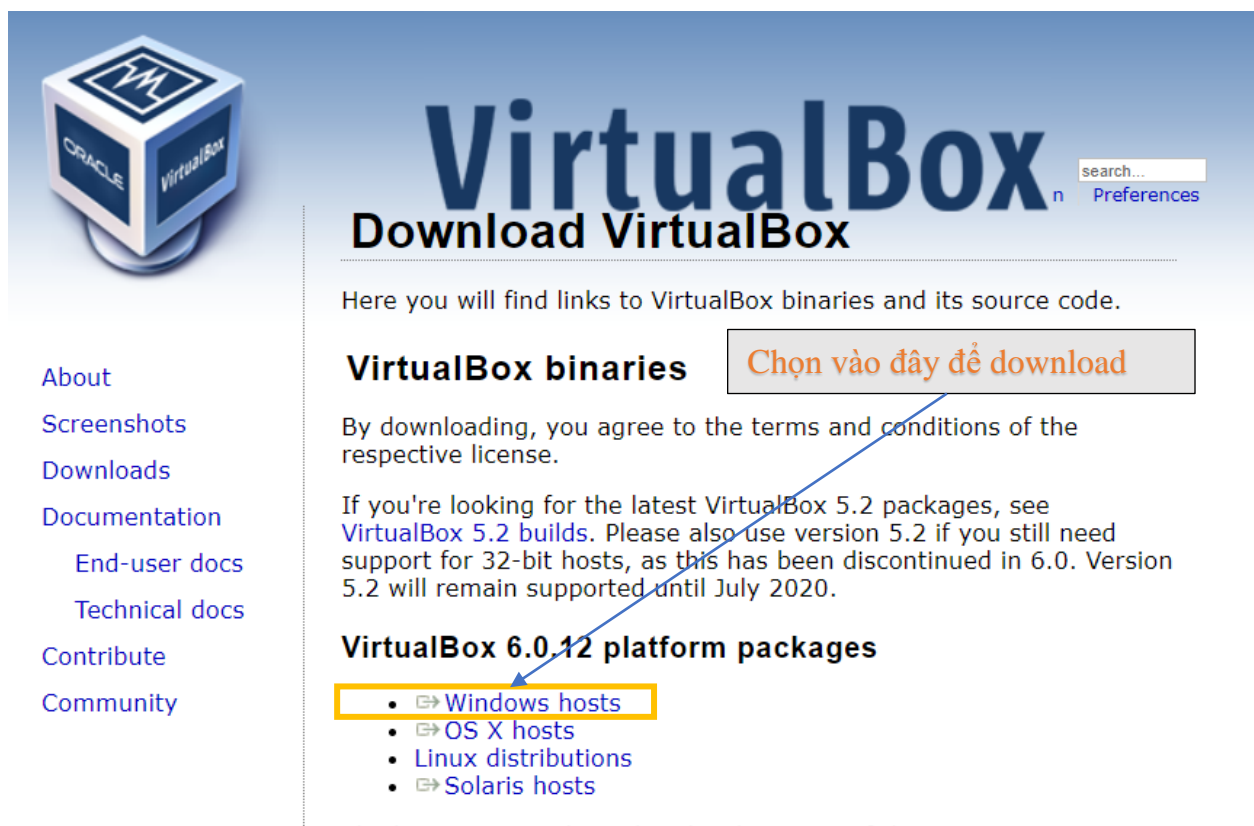 ORACLE
VirtualBox
VirtualBox
search...
n Preferences
Download VirtualBox
Here you will find links to VirtualBox binaries and its source code.
VirtualBox binaries
Chọn vào đây để download
By downloading, you agree to the terms and conditions of the
respective license.
If you're looking for the latest VirtualBox 5.2 packages, see
VirtualBox 5.2 builds. Please also use version 5.2 if you still need
support for 32-bit hosts, as this has been discontinued in 6.0. Version
5.2 will remain supported until July 2020.
VirtualBox 6.0.12 platform packages
• Windows hosts
• OS X hosts
• Linux distributions
• Solaris hosts
About
Screenshots
Downloads
Documentation
End-user docs
Technical docs
Contribute
Community